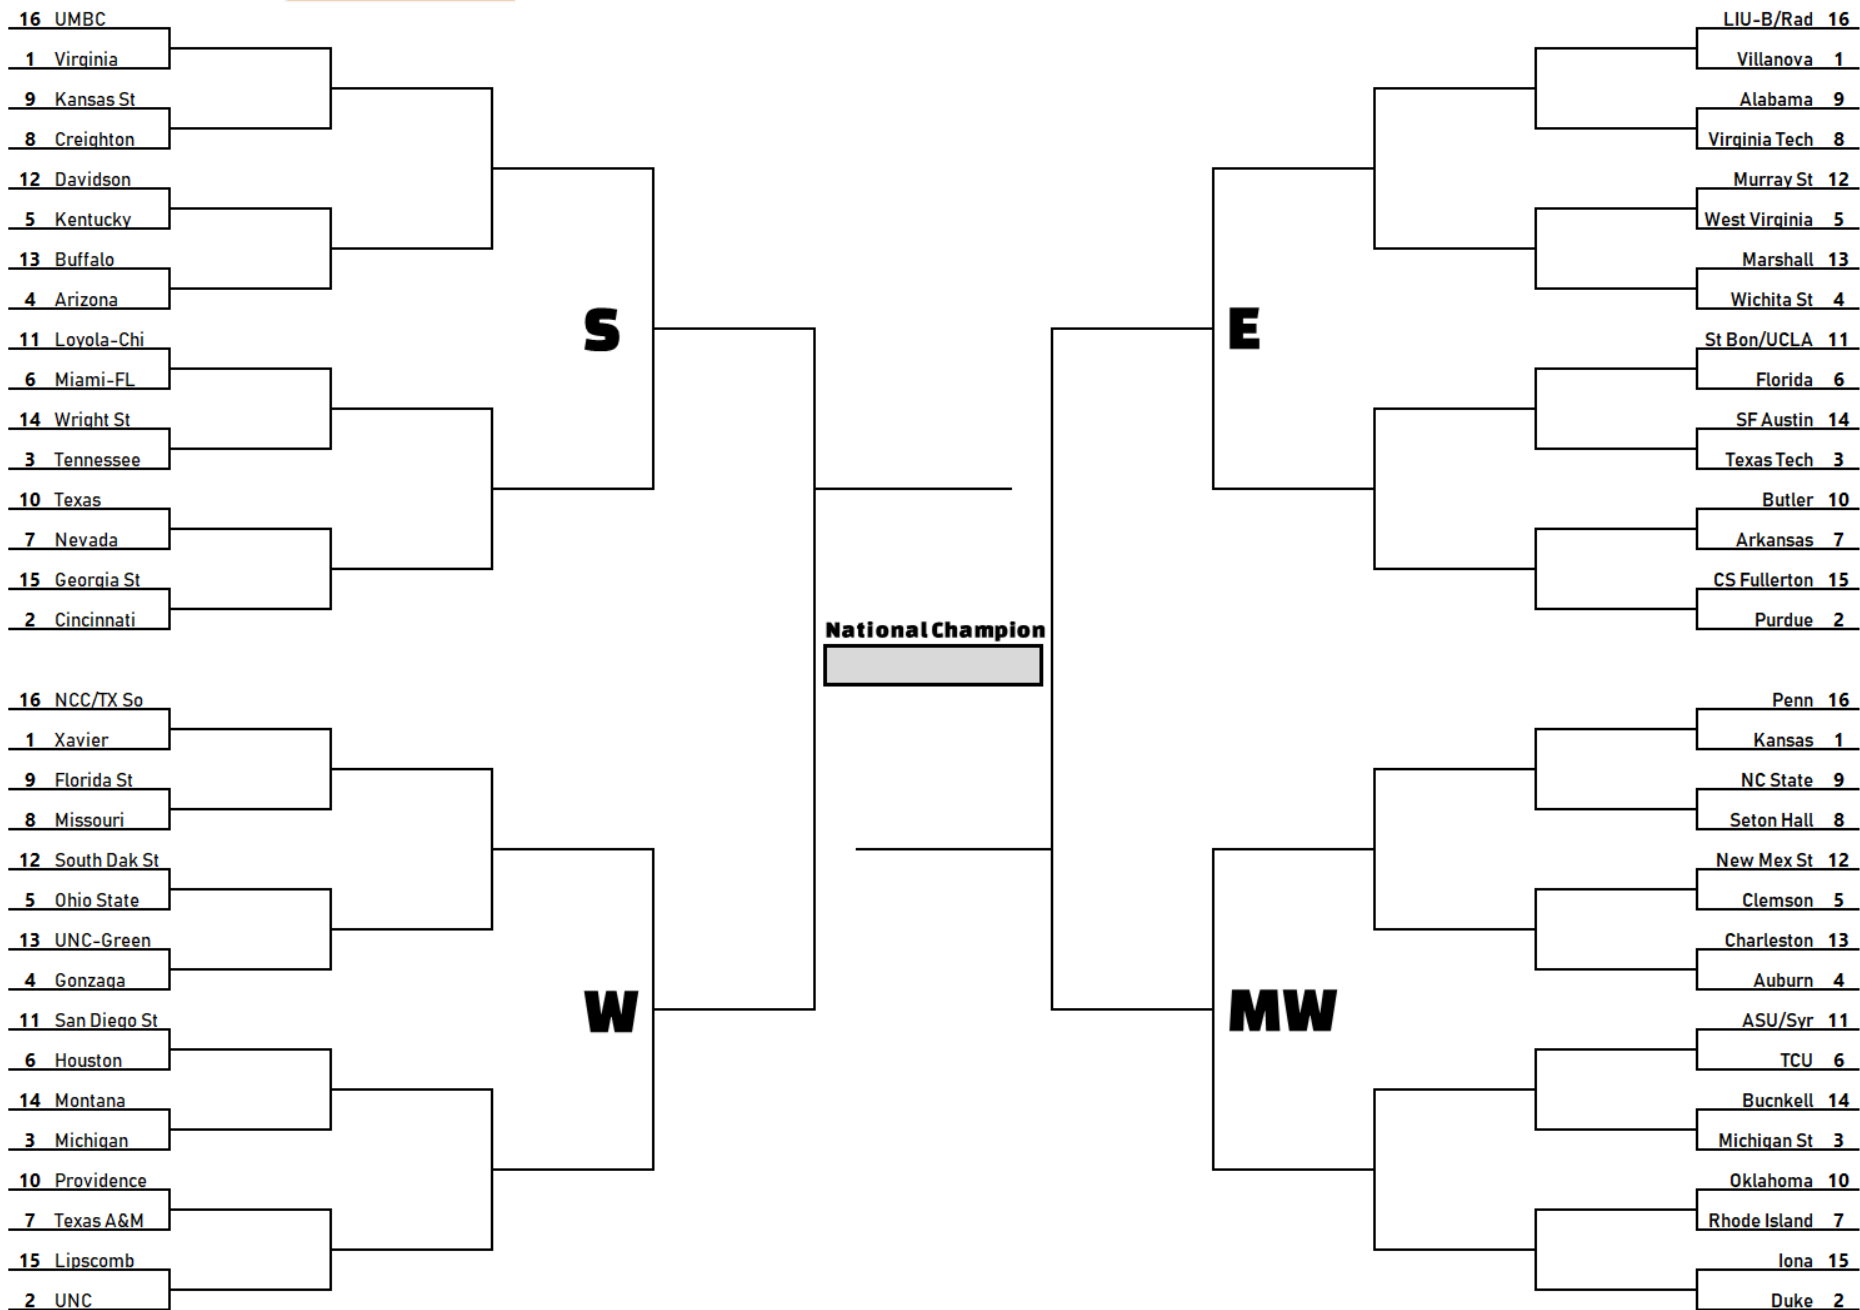 16 UMBC
1 Virginia
9 Kansas St
8 Creighton
12 Davidson
5 Kentucky
13 Buffalo
4 Arizona
11 Loyola-Chi
6 Miami-FL
14 Wright St
3 Tennessee
10 Texas
7 Nevada
15 Georgia St
2 Cincinnati
S
16 NCC/TX So
1 Xavier
9 Florida St
8 Missouri
12 South Dak St
5 Ohio State
13 UNC-Green
4 Gonzaga
11 San Diego St
6 Houston
14 Montana
3 Michigan
10 Providence
7 Texas A&M
15 Lipscomb
2 UNC
W
National Champion
LIU-B/Rad 16
Villanova 1
Alabama 9
Virginia Tech 8
Murray St 12
West Virginia 5
Marshall 13
Wichita St 4
St Bon/UCLA 11
Florida 6
SF Austin 14
Texas Tech 3
Butler 10
Arkansas 7
CS Fullerton 15
Purdue 2
E
Penn 16
Kansas 1
NC State 9
Seton Hall 8
New Mex St 12
Clemson 5
Charleston 13
Auburn 4
ASU/Syr 11
TCU 6
Bucnkell 14
Michigan St 3
Oklahoma 10
Rhode Island 7
Iona 15
Duke 2
MW